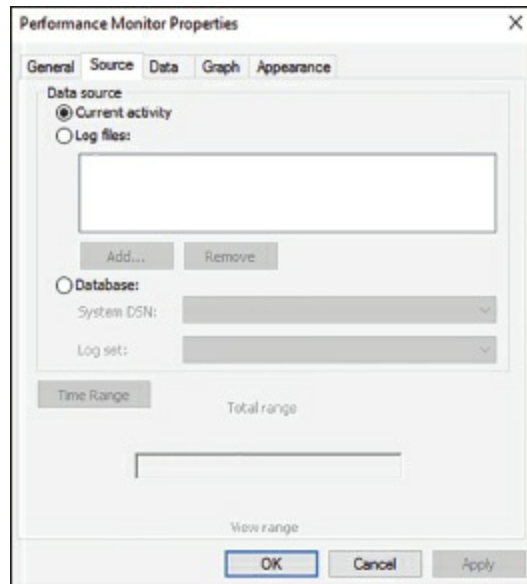 Performance Monitor Properties
General Source Data Graph Appearance
Data source
Current activity
Log files:
Add... Remove
Database:
System DSN:
Log set:
Time Range
Total range
View range
OK Cancel Apply